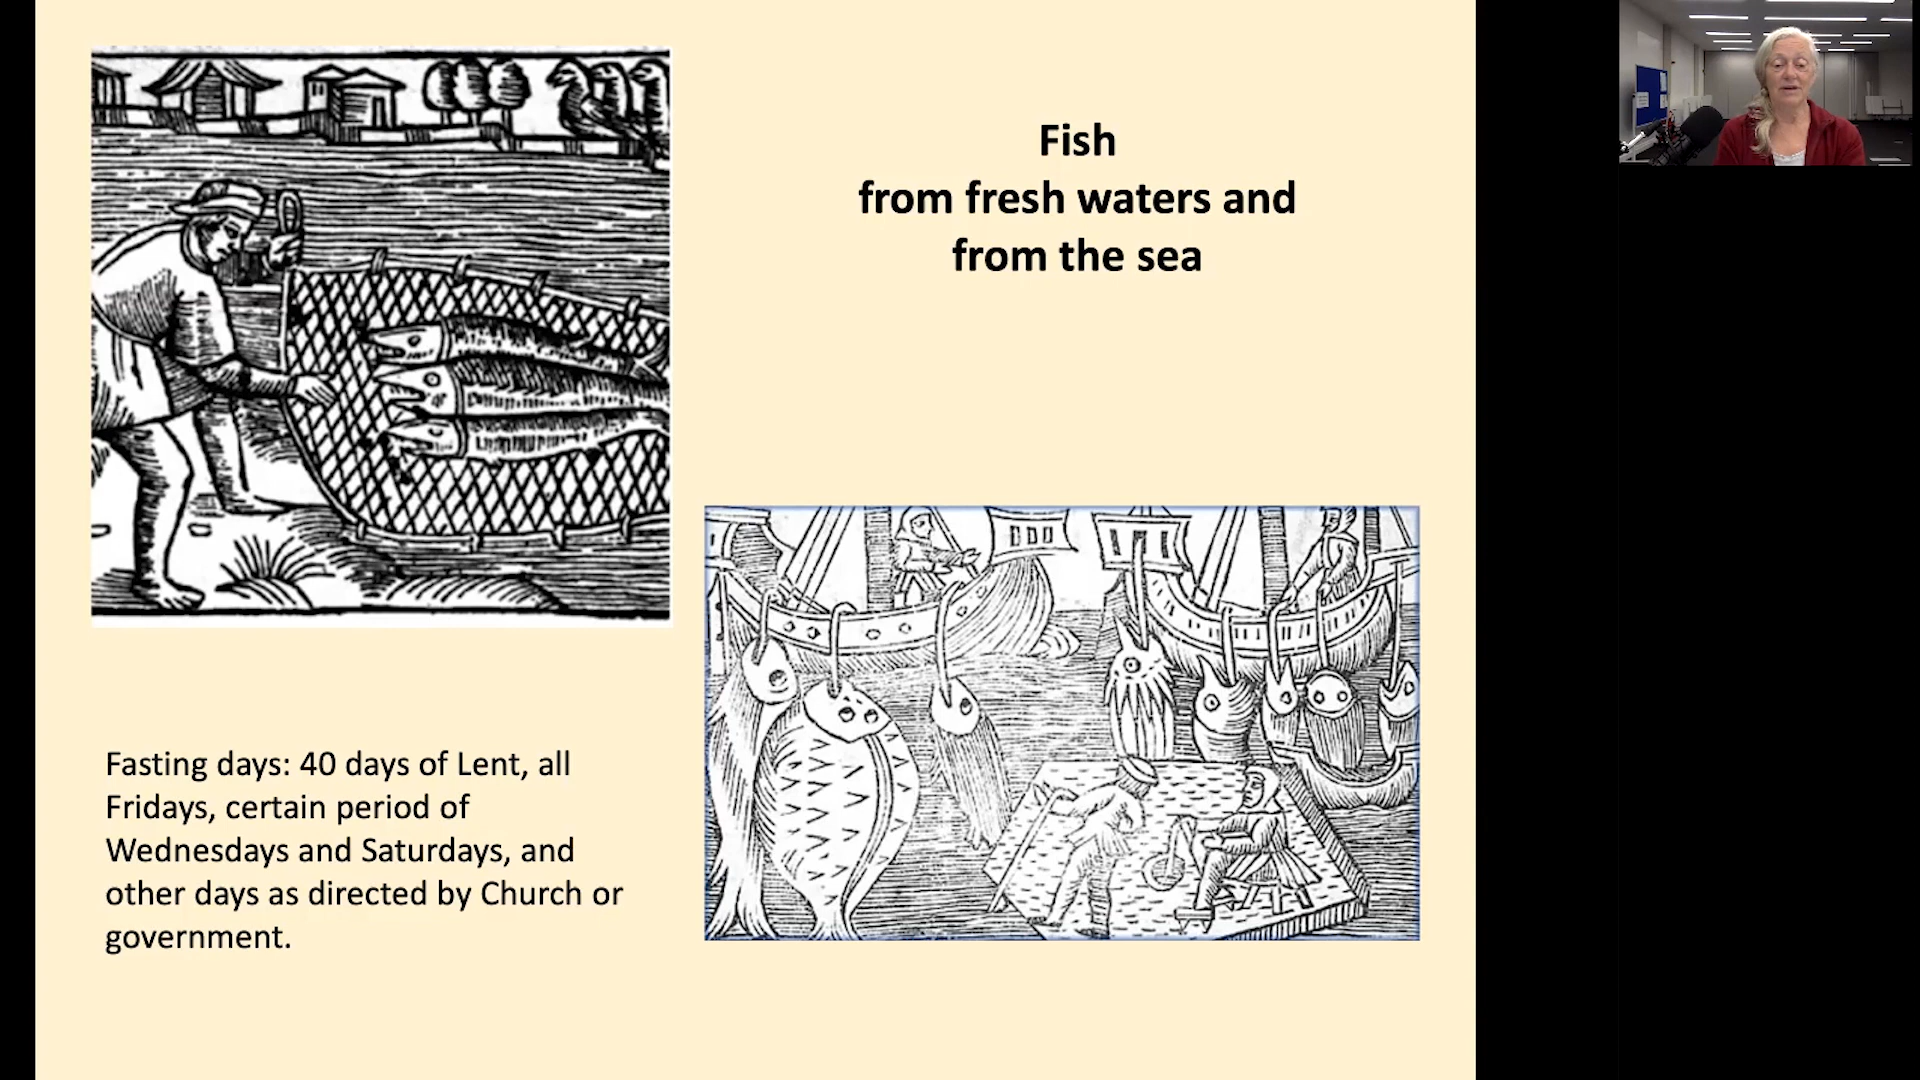 Fish
from fresh waters and
from the sea
Fasting days: 40 days of Lent, all
Fridays, certain period of
Wednesdays and Saturdays, and
other days as directed by Church or
government.